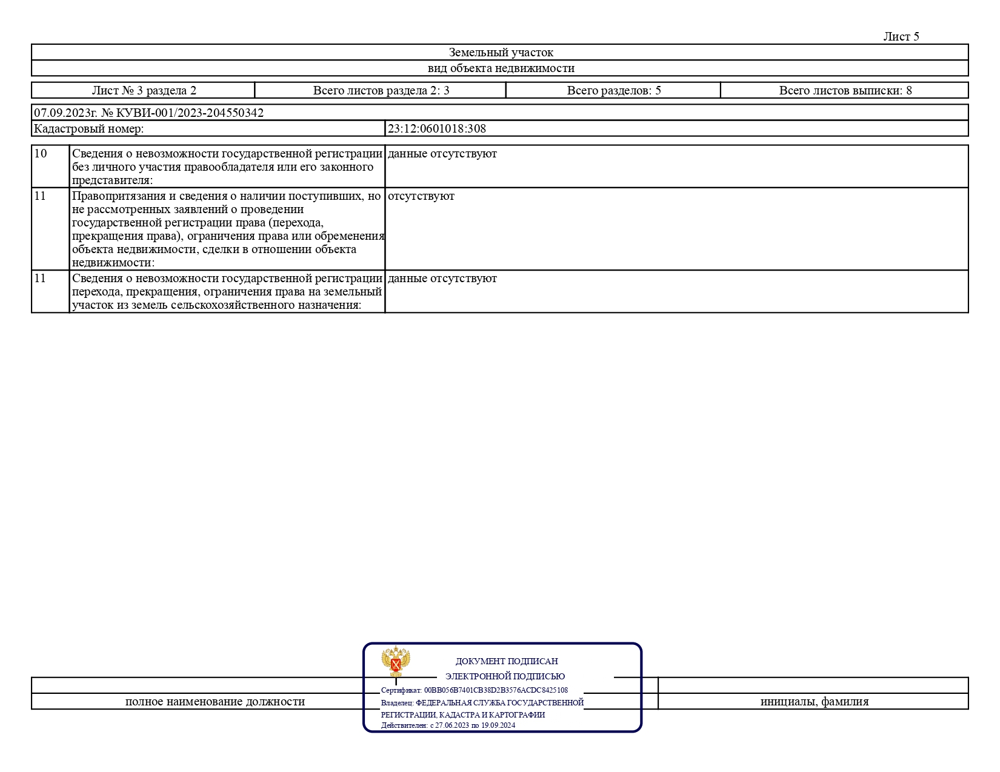 Лист 5
Земельный участок
вид объекта недвижимости
Лист № 3 раздела 2 Всего листов раздела 2: 3 Всего разделов: 5 Всего листов выписки: 8
07.09.2023г. № КУВИ-001/2023-204550342
Кадастровый номер: 23:12:0601018:308
10 Сведения о невозможности государственной регистрации данные отсутствуют
без личного участия правообладателя или его законного
представителя:
11 Правопритязания и сведения о наличии поступивших, но отсутствуют
не рассмотренных заявлений о проведении
государственной регистрации права (перехода,
прекращения права), ограничения права или обременения
объекта недвижимости, сделки в отношении объекта
недвижимости:
11 Сведения о невозможности государственной регистрации данные отсутствуют
перехода, прекращения, ограничения права на земельный
участок из земель сельскохозяйственного назначения:
ДОКУМЕНТ ПОДПИСАН
ЭЛЕКТРОННОЙ ПОДПИСЬЮ
Сертификат: 00BB056B7401CB38D2B3576ACDC8425108
Владелец: ФЕДЕРАЛЬНАЯ СЛУЖБА ГОСУДАРСТВЕННОЙ
РЕГИСТРАЦИИ, КАДАСТРА И КАРТОГРАФИИ
Действителен: с 27.06.2023 по 19.09.2024
полное наименование должности инициалы, фамилия